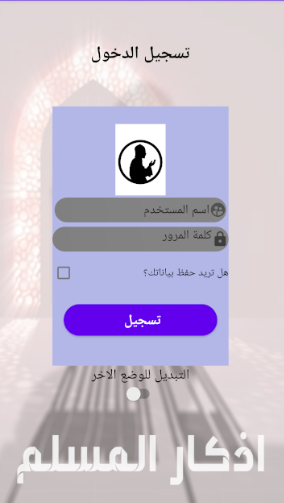 تسجيل الدخول
اسم المستخدم
كلمة المرور
هل تريد حفظ بياناتك؟
تسجيل
التبديل للوضع الاخر
اذكار المسلم